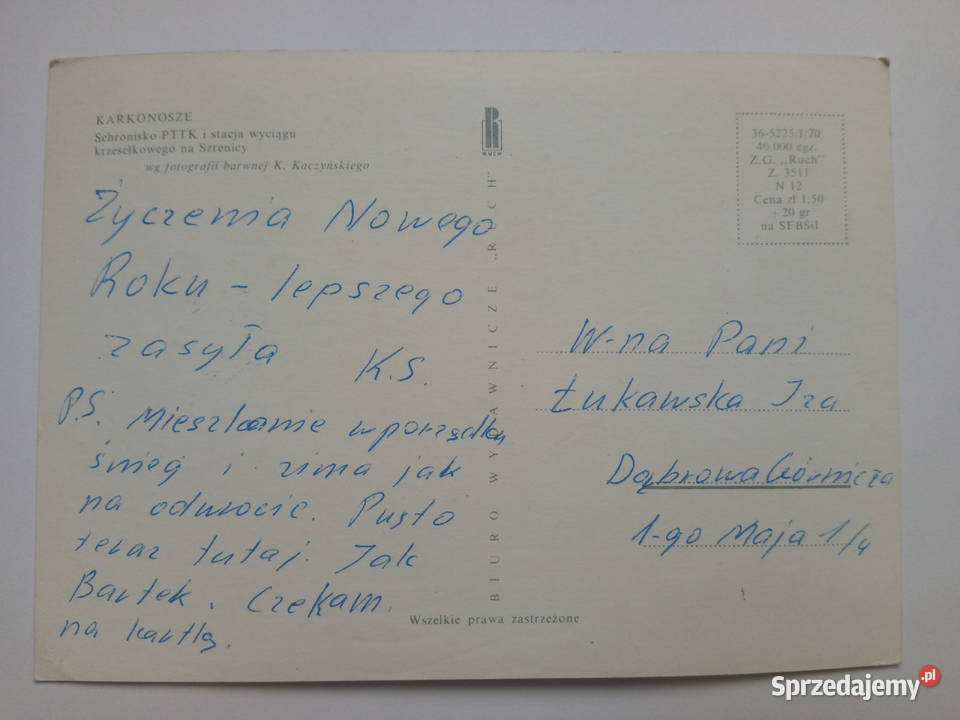 KARKONOSZE
Schronisko PTTK i stacja wyciągu
krzesełkowego na Szrenicy
wg fotografii barwnej K. Kaczyńskiego
Życzenia Nowego
Roku – lepszego
zasyła
K.S.
P.S. Mieszkanie w porządku
śnieg i zima jak
na odwrocie. Pusto
teraz tutaj. Jak
Bartek. Czekam
na kartkę.
R
RUCH
BIURO WYDAWNICZE „RUCH"
36-5225/1/70
40 000 egz.
Z.G. „Ruch"
Z. 3511
N 12
Cena zł 1,50
+ 20 gr
na SFBSiI
W-na Pani
Łukawska Iza
Dąbrowa Górnicza
1-go Maja 1/4
Wszelkie prawa zastrzeżone
Sprzedajemy.pl